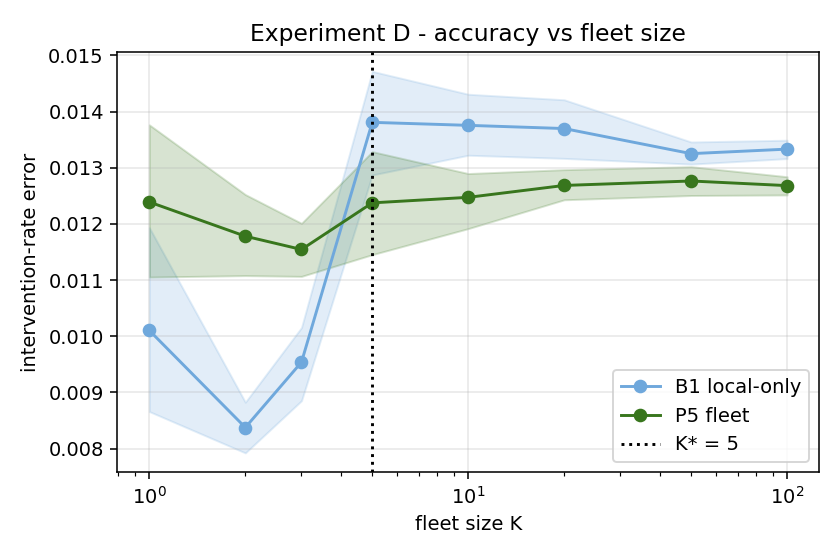 Experiment D - accuracy vs fleet size
0.015
0.014
0.013
0.012
0.011
0.010
0.009
0.008
intervention-rate error
B1 local-only
P5 fleet
K* = 5
10⁰
10¹
10²
fleet size K